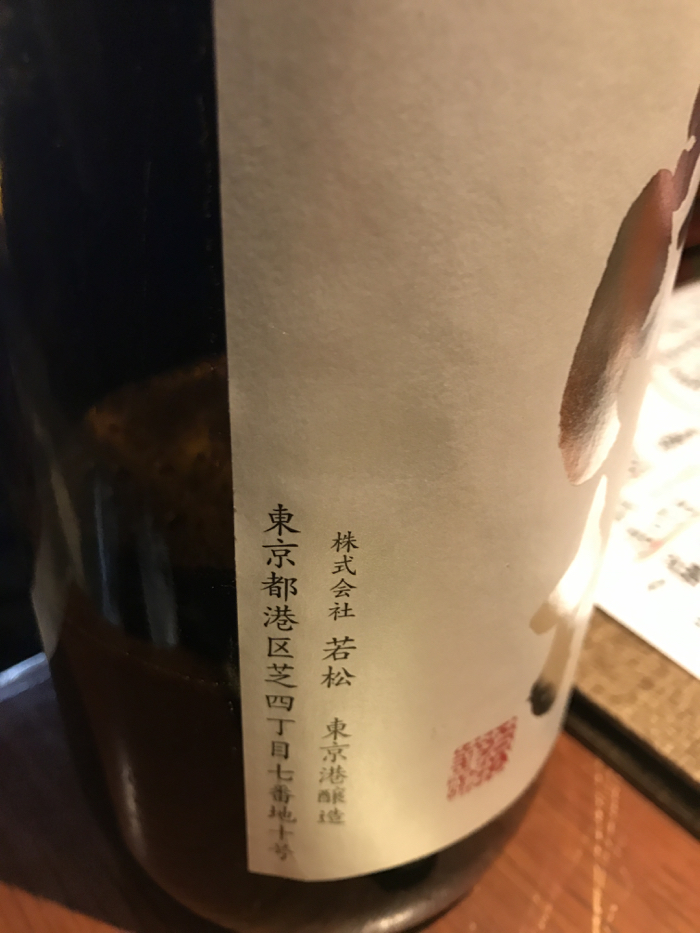 株式会社 若松 東京港醸造
東京都港区芝四丁目七番地十号